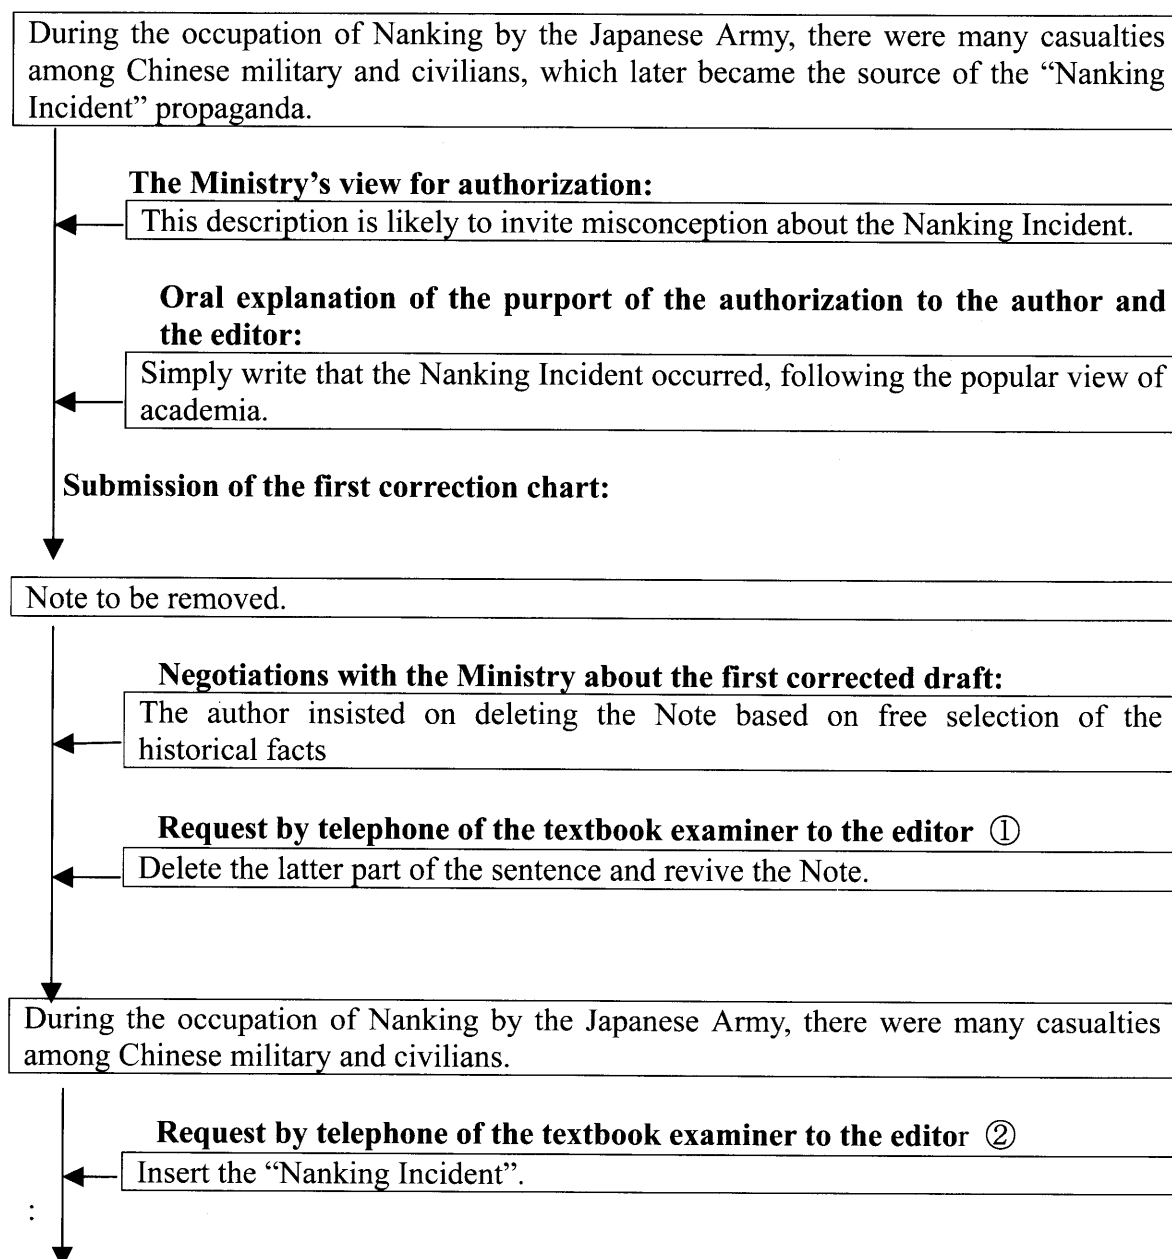 During the occupation of Nanking by the Japanese Army, there were many casualties
among Chinese military and civilians, which later became the source of the “Nanking
Incident” propaganda.
The Ministry’s view for authorization:
This description is likely to invite misconception about the Nanking Incident.
Oral explanation of the purport of the authorization to the author and
the editor:
Simply write that the Nanking Incident occurred, following the popular view of
academia.
Submission of the first correction chart:
Note to be removed.
Negotiations with the Ministry about the first corrected draft:
The author insisted on deleting the Note based on free selection of the
historical facts
Request by telephone of the textbook examiner to the editor ①
Delete the latter part of the sentence and revive the Note.
During the occupation of Nanking by the Japanese Army, there were many casualties
among Chinese military and civilians.
Request by telephone of the textbook examiner to the editor ②
Insert the “Nanking Incident”.
: